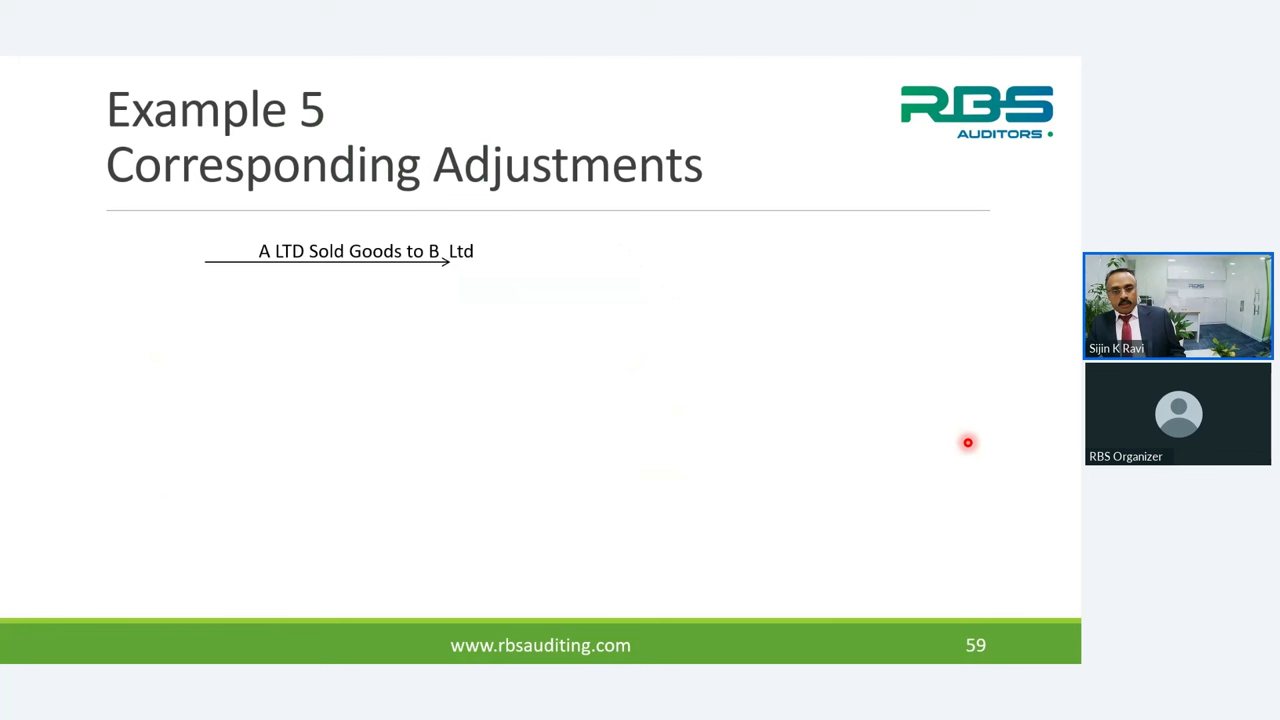 Example 5
Corresponding Adjustments
RBS
AUDITORS
A LTD Sold Goods to B Ltd
RBS
Sijin K Ravi
RBS Organizer
www.rbsauditing.com
59